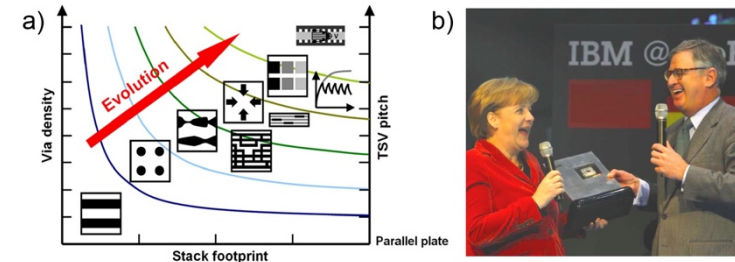 a)
Via density
Evolution
TSV pitch
Parallel plate
Stack footprint
b)
IBM @